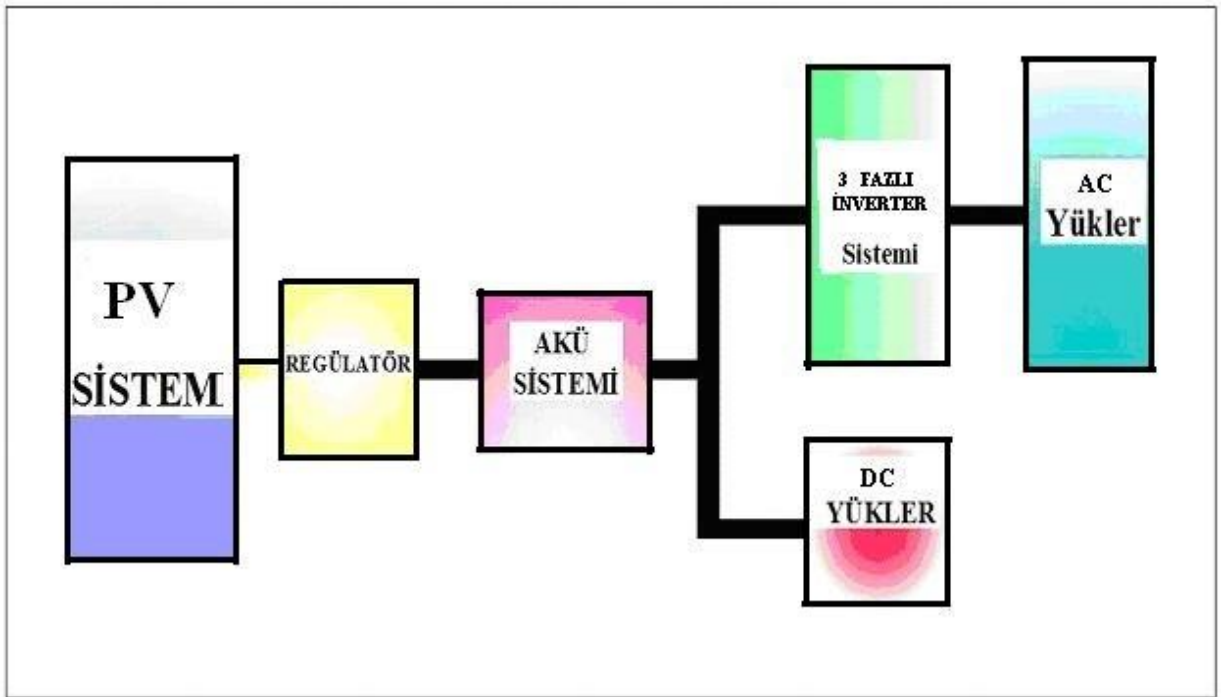 PV
SİSTEM
REGÜLATÖR
AKÜ
SİSTEMİ
3 FAZLI
İNVERTER
Sistemi
AC
Yükler
DC
YÜKLER